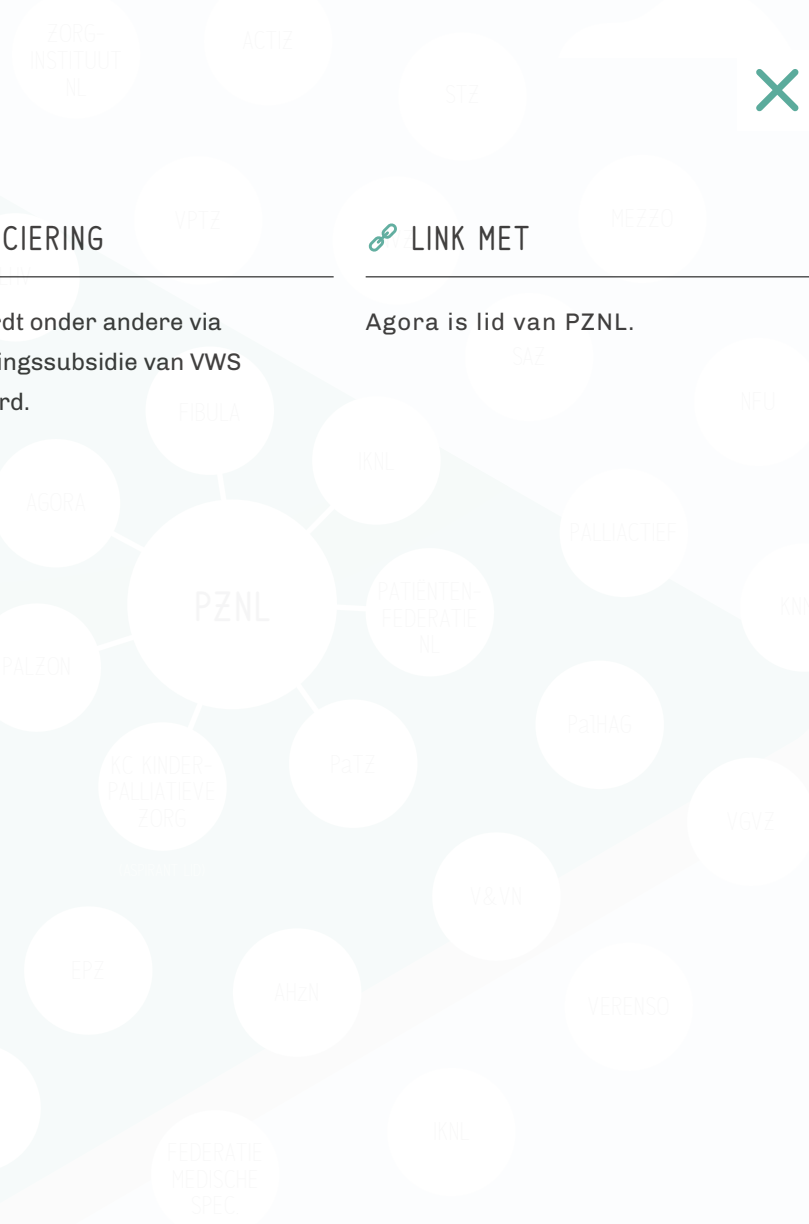 ZORG-
INSTITUUT
NL
ACTIZ
STZ
VPTZ
MEZZO
CIERING
LINK MET
rdt onder andere via
ingssubsidie van VWS
rd.
Agora is lid van PZNL.
SAZ
NFU
FIBULA
IKNL
AGORA
PALLIACTIEF
PZNL
PATIENTEN-
FEDERATIE
NL
PALZON
PaTZ
PalHAG
KC KINDER-
PALLIATIEVE
ZORG
VGVZ
V&VN
EPZ
AHzN
VERENSO
IKNL
FEDERATIE
MEDISCHE
SPEC.